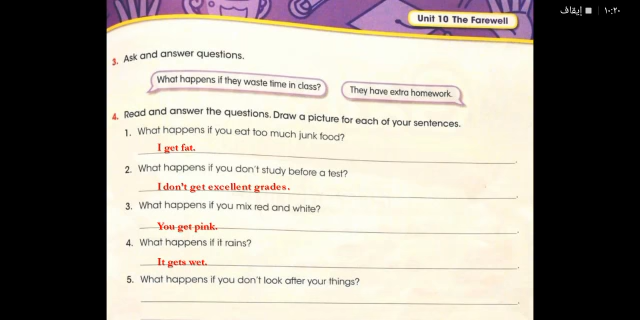 Unit 10 The Farewell
إيقاف ١٠:٢٠
3. Ask and answer questions.
What happens if they waste time in class?
They have extra homework.
4. Read and answer the questions. Draw a picture for each of your sentences.
1. What happens if you eat too much junk food?
I get fat.
2. What happens if you don't study before a test?
I don't get excellent grades.
3. What happens if you mix red and white?
You get pink.
4. What happens if it rains?
It gets wet.
5. What happens if you don't look after your things?